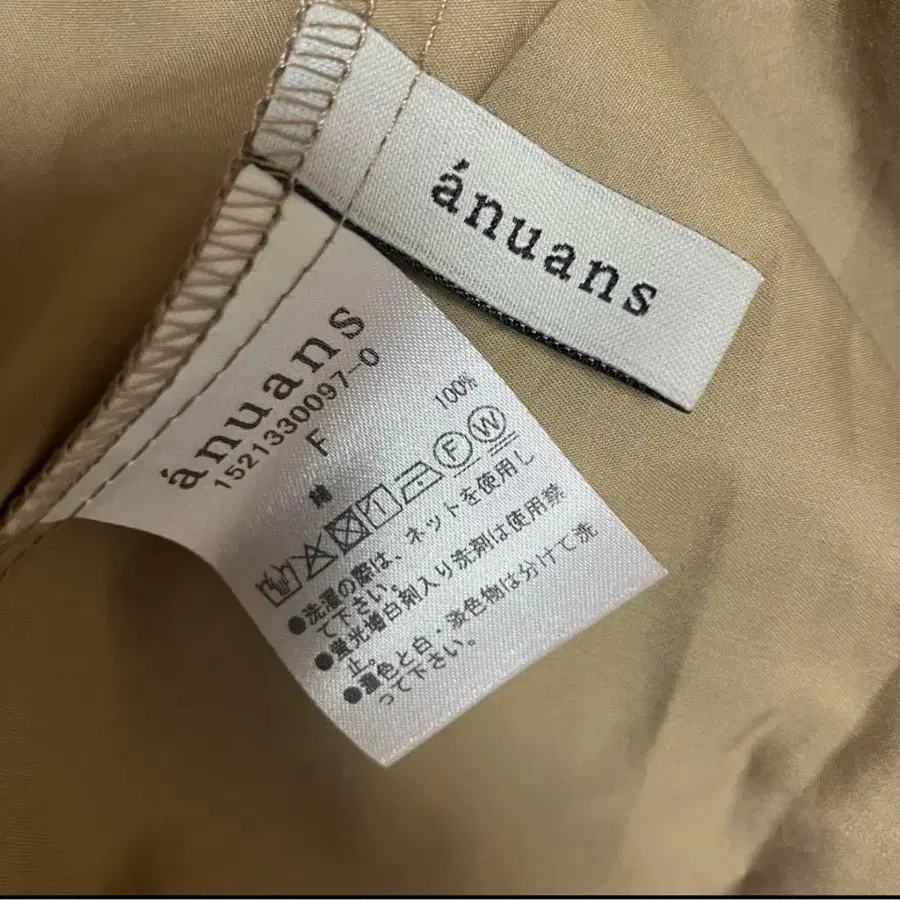 ánuans
ánuans
1521330097-0
F
綿 100%
F W
●洗濯の際は、ネットを使用し
て下さい。
●蛍光増白剤入り洗剤は使用禁
止。
●濃色と白・淡色物は分けて洗
って下さい。